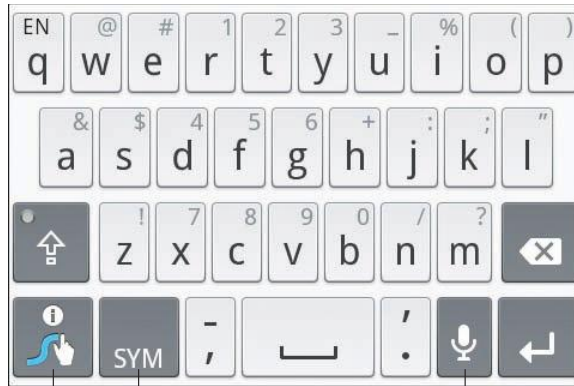 EN @ # 1 2 3 _ % ( )
q w e r t y u i o p
& $ 4 5 6 + : ; "
a s d f g h j k l
! 7 8 9 0 / ?
z x c v b n m
i SYM - , ' .